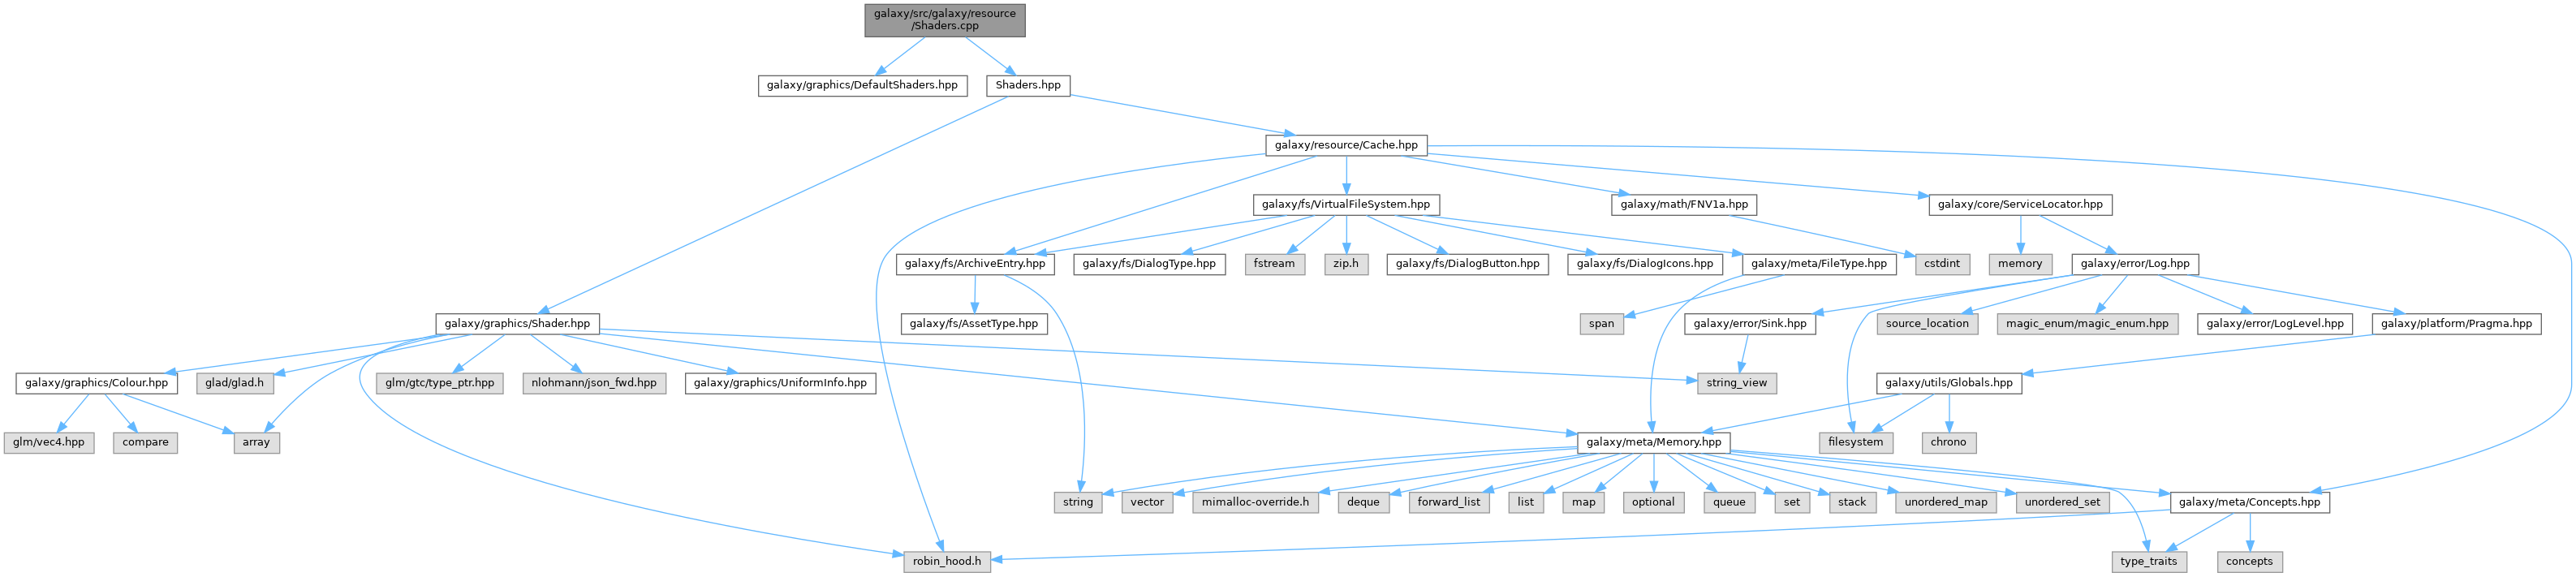 galaxy/src/galaxy/resource
/Shaders.cpp
galaxy/graphics/DefaultShaders.hpp
Shaders.hpp
galaxy/resource/Cache.hpp
galaxy/fs/VirtualFileSystem.hpp
galaxy/math/FNV1a.hpp
galaxy/core/ServiceLocator.hpp
galaxy/fs/ArchiveEntry.hpp
galaxy/fs/DialogType.hpp
fstream
zip.h
galaxy/fs/DialogButton.hpp
galaxy/fs/DialogIcons.hpp
galaxy/meta/FileType.hpp
cstdint
memory
galaxy/error/Log.hpp
galaxy/graphics/Shader.hpp
galaxy/fs/AssetType.hpp
span
galaxy/error/Sink.hpp
source_location
magic_enum/magic_enum.hpp
galaxy/error/LogLevel.hpp
galaxy/platform/Pragma.hpp
galaxy/graphics/Colour.hpp
glad/glad.h
glm/gtc/type_ptr.hpp
nlohmann/json_fwd.hpp
galaxy/graphics/UniformInfo.hpp
string_view
galaxy/utils/Globals.hpp
glm/vec4.hpp
compare
array
galaxy/meta/Memory.hpp
filesystem
chrono
string
vector
mimalloc-override.h
deque
forward_list
list
map
optional
queue
set
stack
unordered_map
unordered_set
galaxy/meta/Concepts.hpp
robin_hood.h
type_traits
concepts